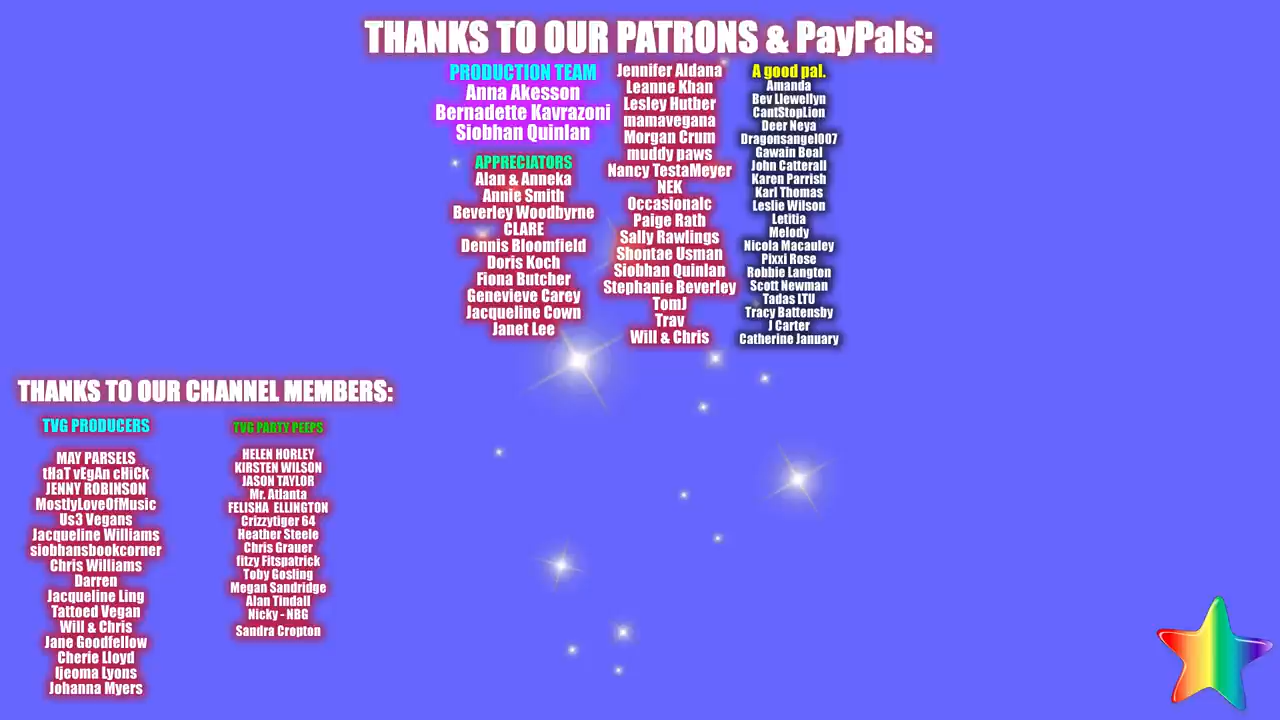 THANKS TO OUR PATRONS & PayPals:
PRODUCTION TEAM
Anna Akesson
Bernadette Kavrazoni
Siobhan Quinlan
APPRECIATORS
Alan & Anneka
Annie Smith
Beverley Woodbyrne
CLARE
Dennis Bloomfield
Doris Koch
Fiona Butcher
Genevieve Carey
Jacqueline Cown
Janet Lee
Jennifer Aldana
Leanne Khan
Lesley Hutber
mamavegana
Morgan Crum
muddy paws
Nancy TestaMeyer
NEK
Occasionalc
Paige Rath
Sally Rawlings
Shontae Usman
Siobhan Quinlan
Stephanie Beverley
TomJ
Trav
Will & Chris
A good pal.
Amanda
Bev Llewellyn
CantStopLion
Deer Neya
Dragonsangel007
Gawain Boal
John Catterall
Karen Parrish
Karl Thomas
Leslie Wilson
Letitia
Melody
Nicola Macauley
Pixxi Rose
Robbie Langton
Scott Newman
Tadas LTU
Tracy Battensby
J Carter
Catherine January
THANKS TO OUR CHANNEL MEMBERS:
TVG PRODUCERS
MAY PARSELS
tHaT vEgAn cHiCk
JENNY ROBINSON
MostlyLoveOfMusic
Us3 Vegans
Jacqueline Williams
siobhansbookcorner
Chris Williams
Darren
Jacqueline Ling
Tattoed Vegan
Will & Chris
Jane Goodfellow
Cherie Lloyd
Ijeoma Lyons
Johanna Myers
TVG PARTY PEEPS
HELEN HORLEY
KIRSTEN WILSON
JASON TAYLOR
Mr. Atlanta
FELISHA ELLINGTON
Crizzytiger 64
Heather Steele
Chris Grauer
fitzy Fitspatrick
Toby Gosling
Megan Sandridge
Alan Tindall
Nicky - NBG
Sandra Cropton